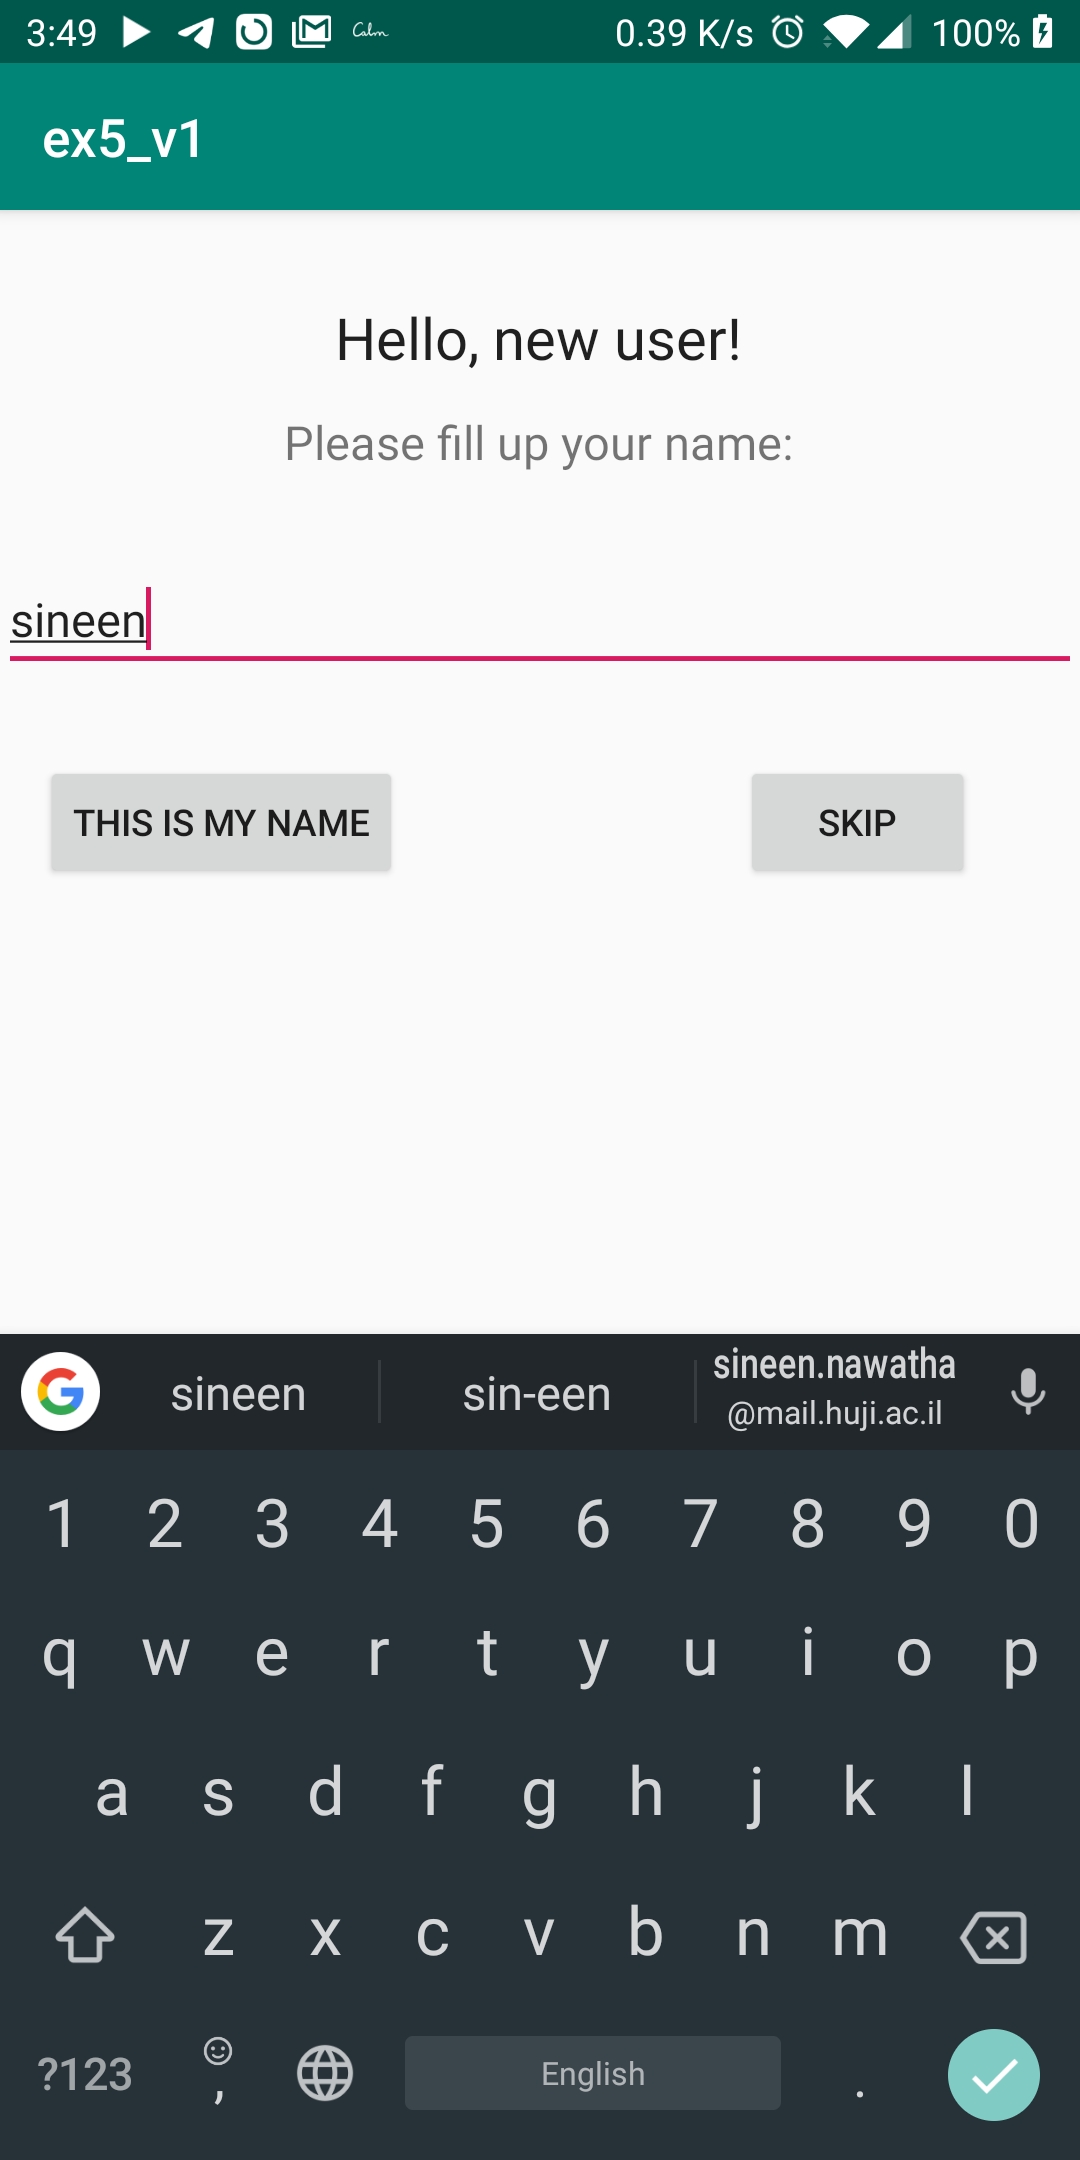 3:49 Calm 0.39 K/s 100%
ex5_v1
Hello, new user!
Please fill up your name:
sineen
THIS IS MY NAME SKIP
sineen sin-een sineen.nawatha
@mail.huji.ac.il
1 2 3 4 5 6 7 8 9 0
q w e r t y u i o p
a s d f g h j k l
z x c v b n m
?123 , English .